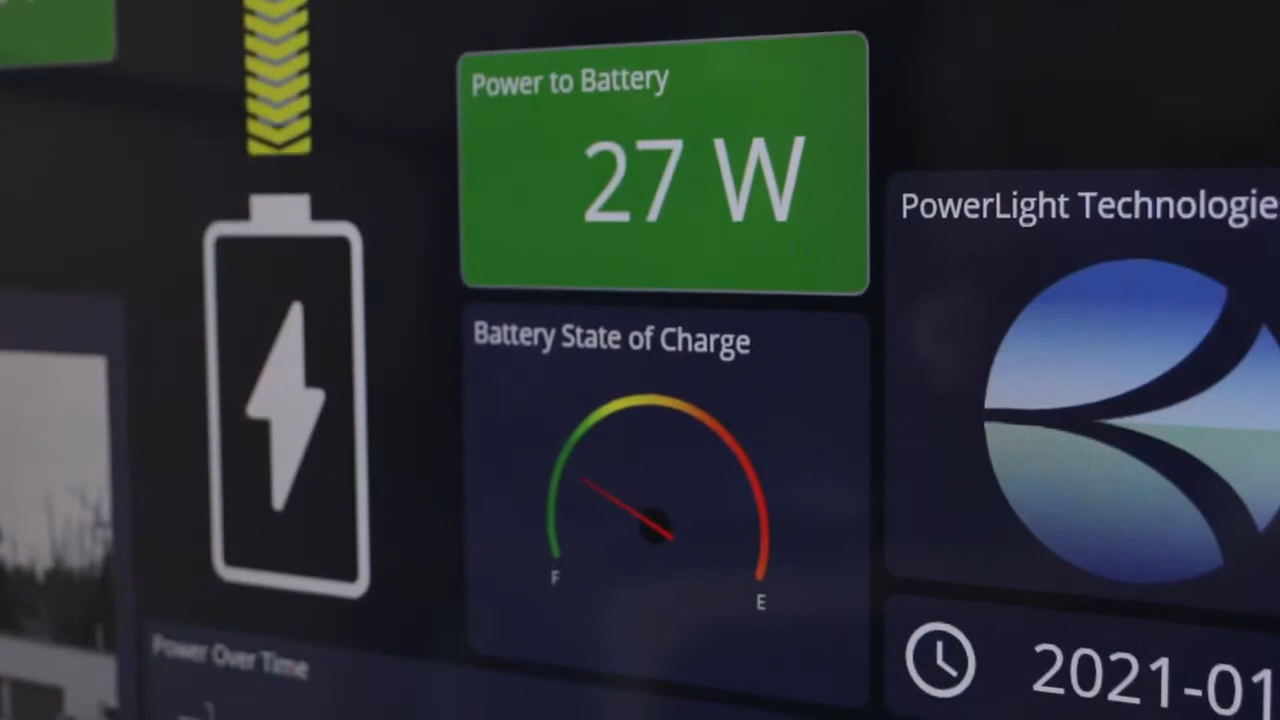 Power to Battery
27 W
PowerLight Technologie
Battery State of Charge
F
E
Power Over Time
2021-01